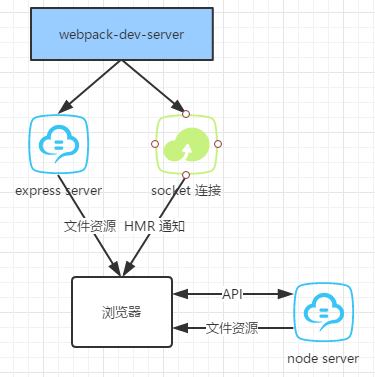 webpack-dev-server
express server
socket 连接
文件资源
HMR 通知
浏览器
API
文件资源
node server